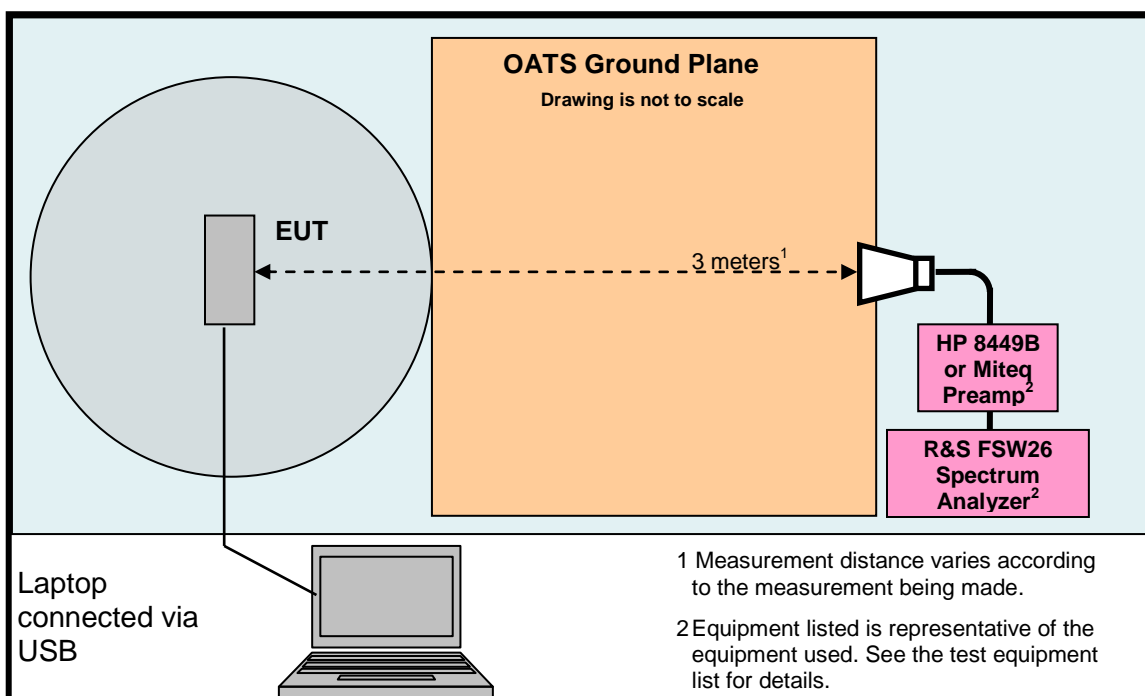 OATS Ground Plane
Drawing is not to scale
EUT
3 meters1
HP 8449B
or Miteq
Preamp2
R&S FSW26
Spectrum
Analyzer2
Laptop
connected via
USB
1 Measurement distance varies according
to the measurement being made.
2 Equipment listed is representative of the
equipment used. See the test equipment
list for details.